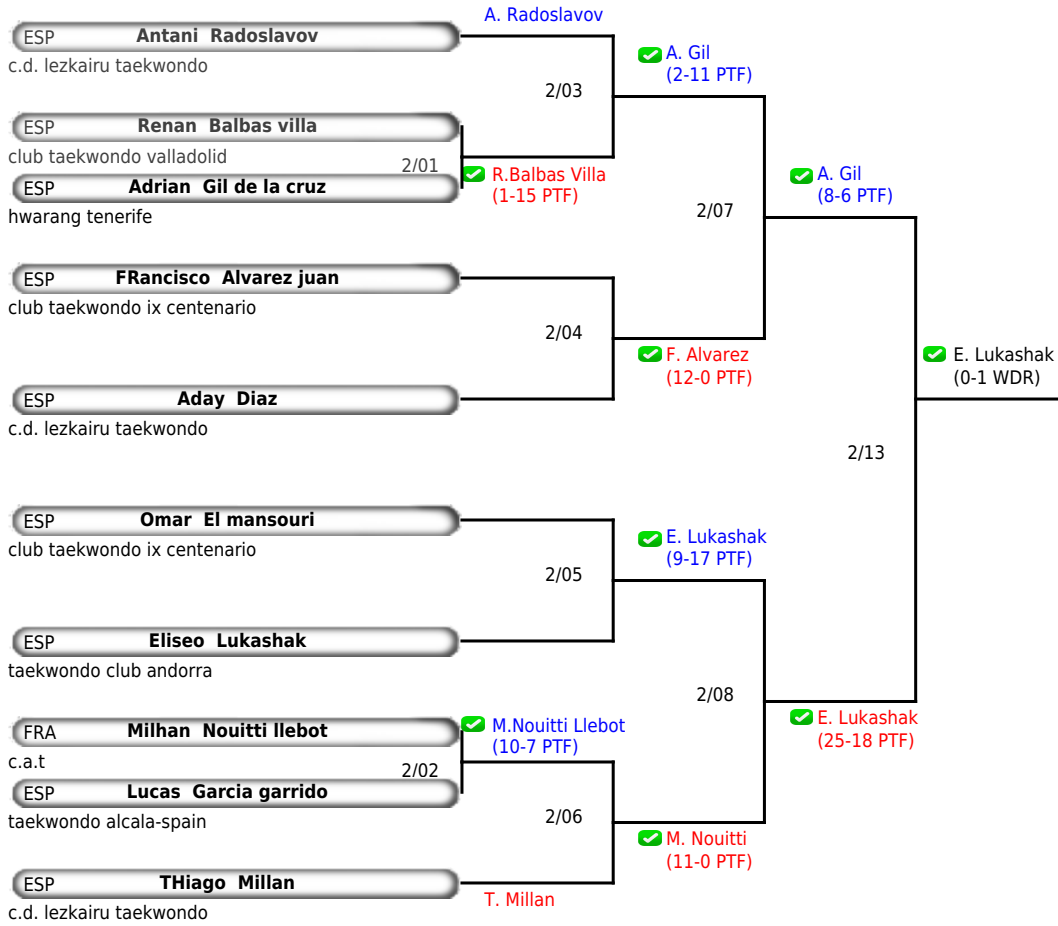 A. Radoslavov
ESP Antani Radoslavov
c.d. lezkairu taekwondo
A. Gil
(2-11 PTF)
2/03
ESP Renan Balbas villa
club taekwondo valladolid
2/01
R.Balbas Villa
(1-15 PTF)
ESP Adrian Gil de la cruz
hwarang tenerife
A. Gil
(8-6 PTF)
2/07
ESP FRancisco Alvarez juan
club taekwondo ix centenario
2/04
F. Alvarez
(12-0 PTF)
E. Lukashak
(0-1 WDR)
ESP Aday Diaz
c.d. lezkairu taekwondo
2/13
ESP Omar El mansouri
club taekwondo ix centenario
E. Lukashak
(9-17 PTF)
2/05
ESP Eliseo Lukashak
taekwondo club andorra
2/08
E. Lukashak
(25-18 PTF)
FRA Milhan Nouitti llebot
c.a.t
M.Nouitti Llebot
(10-7 PTF)
2/02
ESP Lucas Garcia garrido
taekwondo alcala-spain
2/06
M. Nouitti
(11-0 PTF)
ESP THiago Millan
c.d. lezkairu taekwondo
T. Millan